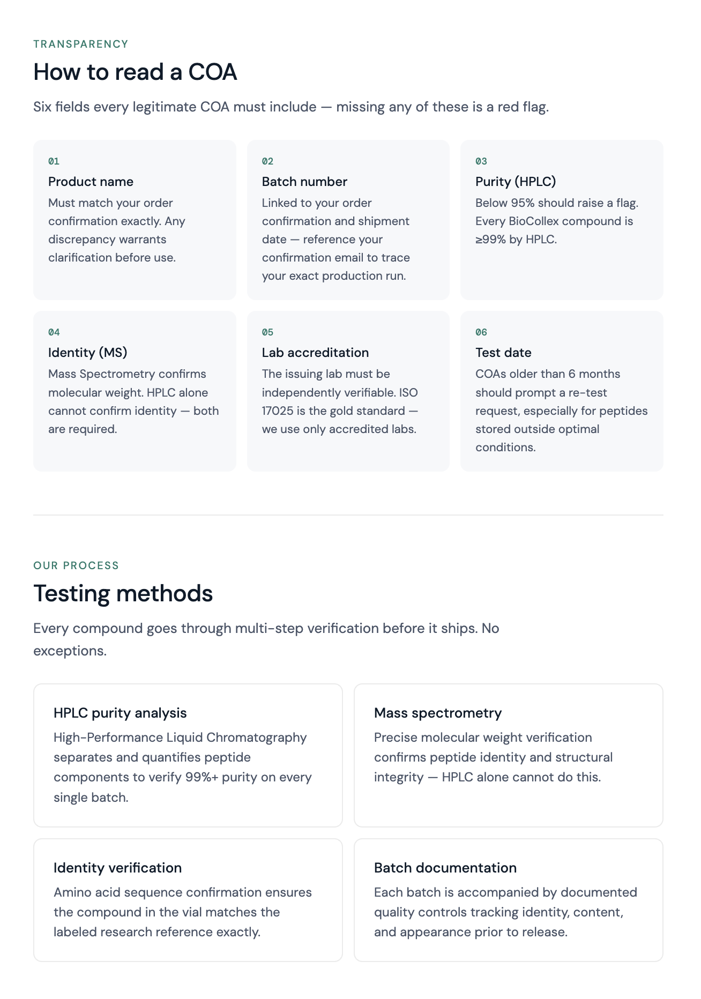 TRANSPARENCY
How to read a COA
Six fields every legitimate COA must include — missing any of these is a red flag.
01
Product name
Must match your order
confirmation exactly. Any
discrepancy warrants
clarification before use.
02
Batch number
Linked to your order
confirmation and shipment
date — reference your
confirmation email to trace
your exact production run.
03
Purity (HPLC)
Below 95% should raise a flag.
Every BioCollex compound is
≥99% by HPLC.
04
Identity (MS)
Mass Spectrometry confirms
molecular weight. HPLC alone
cannot confirm identity — both
are required.
05
Lab accreditation
The issuing lab must be
independently verifiable. ISO
17025 is the gold standard —
we use only accredited labs.
06
Test date
COAs older than 6 months
should prompt a re-test
request, especially for peptides
stored outside optimal
conditions.
OUR PROCESS
Testing methods
Every compound goes through multi-step verification before it ships. No
exceptions.
HPLC purity analysis
High-Performance Liquid Chromatography
separates and quantifies peptide
components to verify 99%+ purity on every
single batch.
Mass spectrometry
Precise molecular weight verification
confirms peptide identity and structural
integrity — HPLC alone cannot do this.
Identity verification
Amino acid sequence confirmation ensures
the compound in the vial matches the
labeled research reference exactly.
Batch documentation
Each batch is accompanied by documented
quality controls tracking identity, content,
and appearance prior to release.